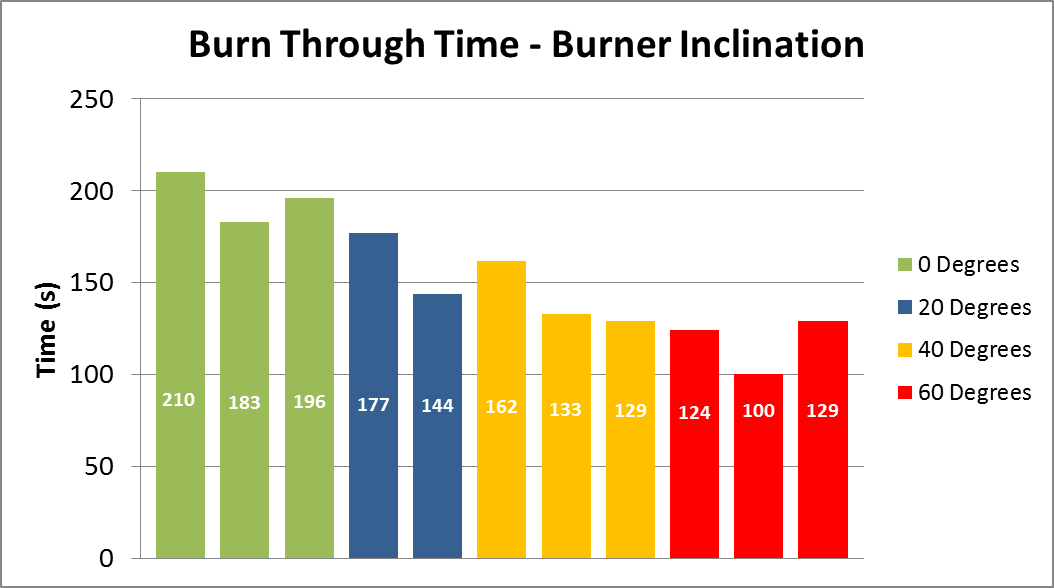 Burn Through Time - Burner Inclination
250
200
150
100
50
0
Time (s)
210
183
196
177
144
162
133
129
124
100
129
0 Degrees
20 Degrees
40 Degrees
60 Degrees